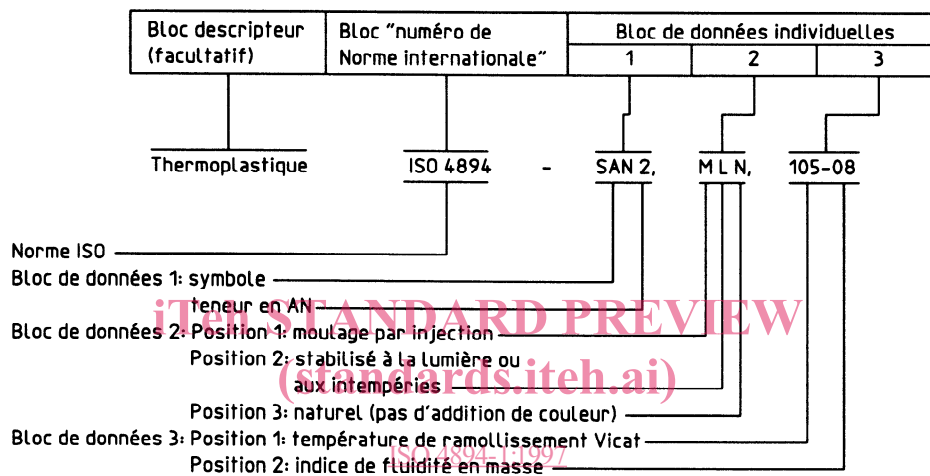 Bloc descripteur
(facultatif)
Bloc "numéro de
Norme internationale"
Bloc de données individuelles
1 2 3
Thermoplastique ISO 4894 - SAN 2, M L N, 105-08
Norme ISO
Bloc de données 1: symbole
teneur en AN
iTeh STANDARD PREVIEW
Bloc de données 2: Position 1: moulage par injection
Position 2: stabilisé à la lumière ou
aux intempéries
(standards.iteh.ai)
Position 3: naturel (pas d'addition de couleur)
Bloc de données 3: Position 1: température de ramollissement Vicat
ISO 4894-1:1997
Position 2: indice de fluidité en masse